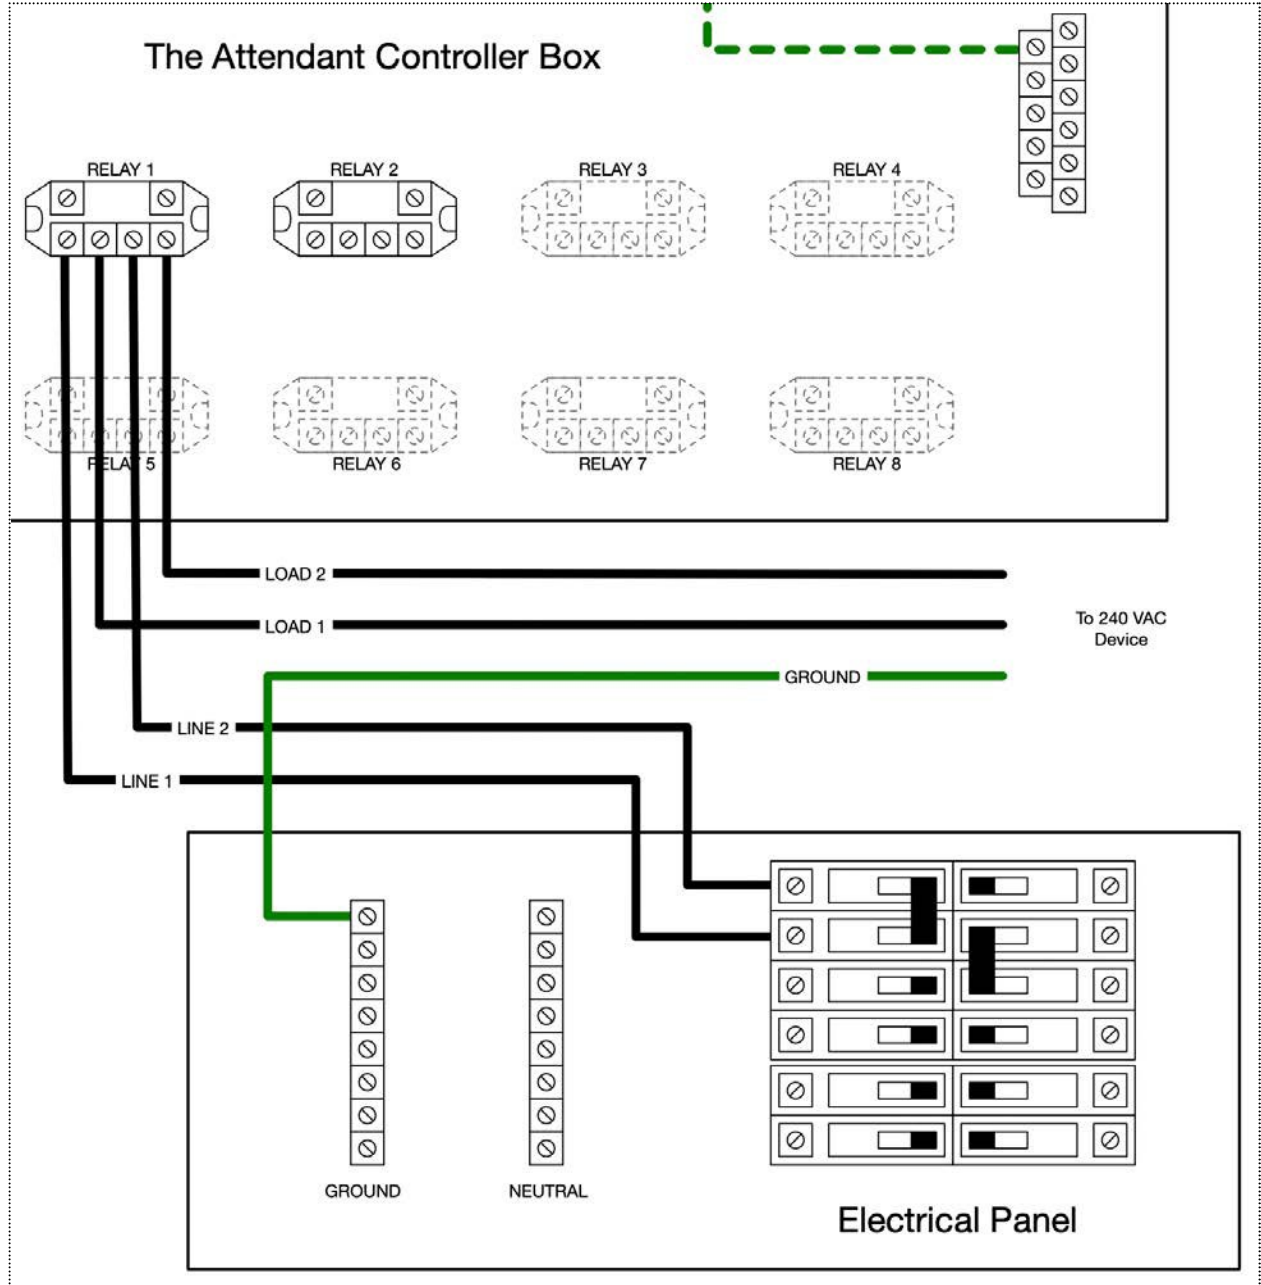 The Attendant Controller Box
RELAY 1
RELAY 2
RELAY 3
RELAY 4
RELAY 5
RELAY 6
RELAY 7
RELAY 8
LOAD 2
LOAD 1
To 240 VAC
Device
GROUND
LINE 2
LINE 1
GROUND
NEUTRAL
Electrical Panel